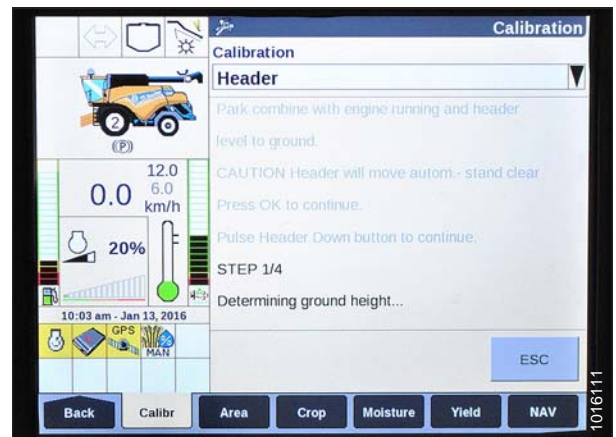 Calibration
Calibration
Header
Park combine with engine running and header
level to ground.
CAUTION Header will move autom.- stand clear
Press OK to continue.
Pulse Header Down button to continue.
STEP 1/4
Determining ground height...
ESC
2
(P)
12.0
0.0 6.0
km/h
20%
10:03 am - Jan 13, 2016
GPS
%
MAN
Back Calibr Area Crop Moisture Yield NAV
1016111